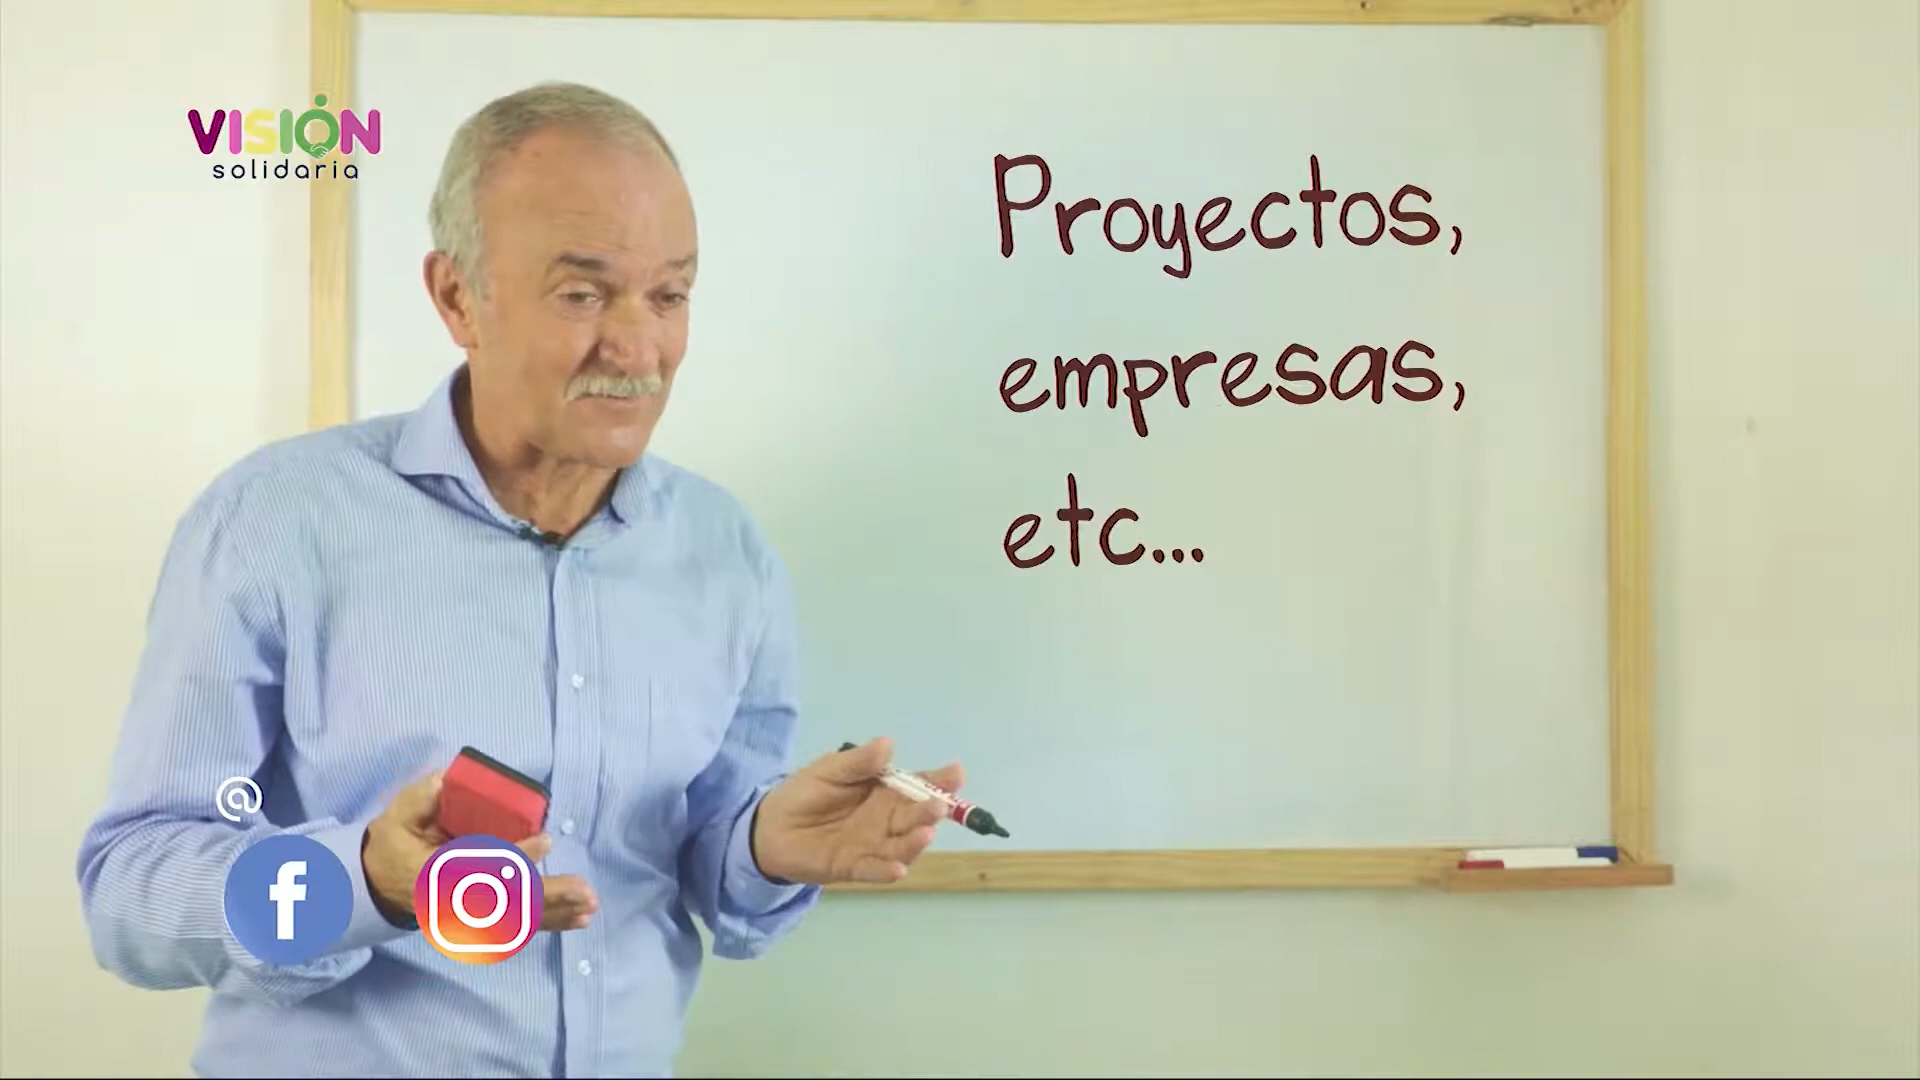 VISIÓN
solidaria
Proyectos,
empresas,
etc...
@
f